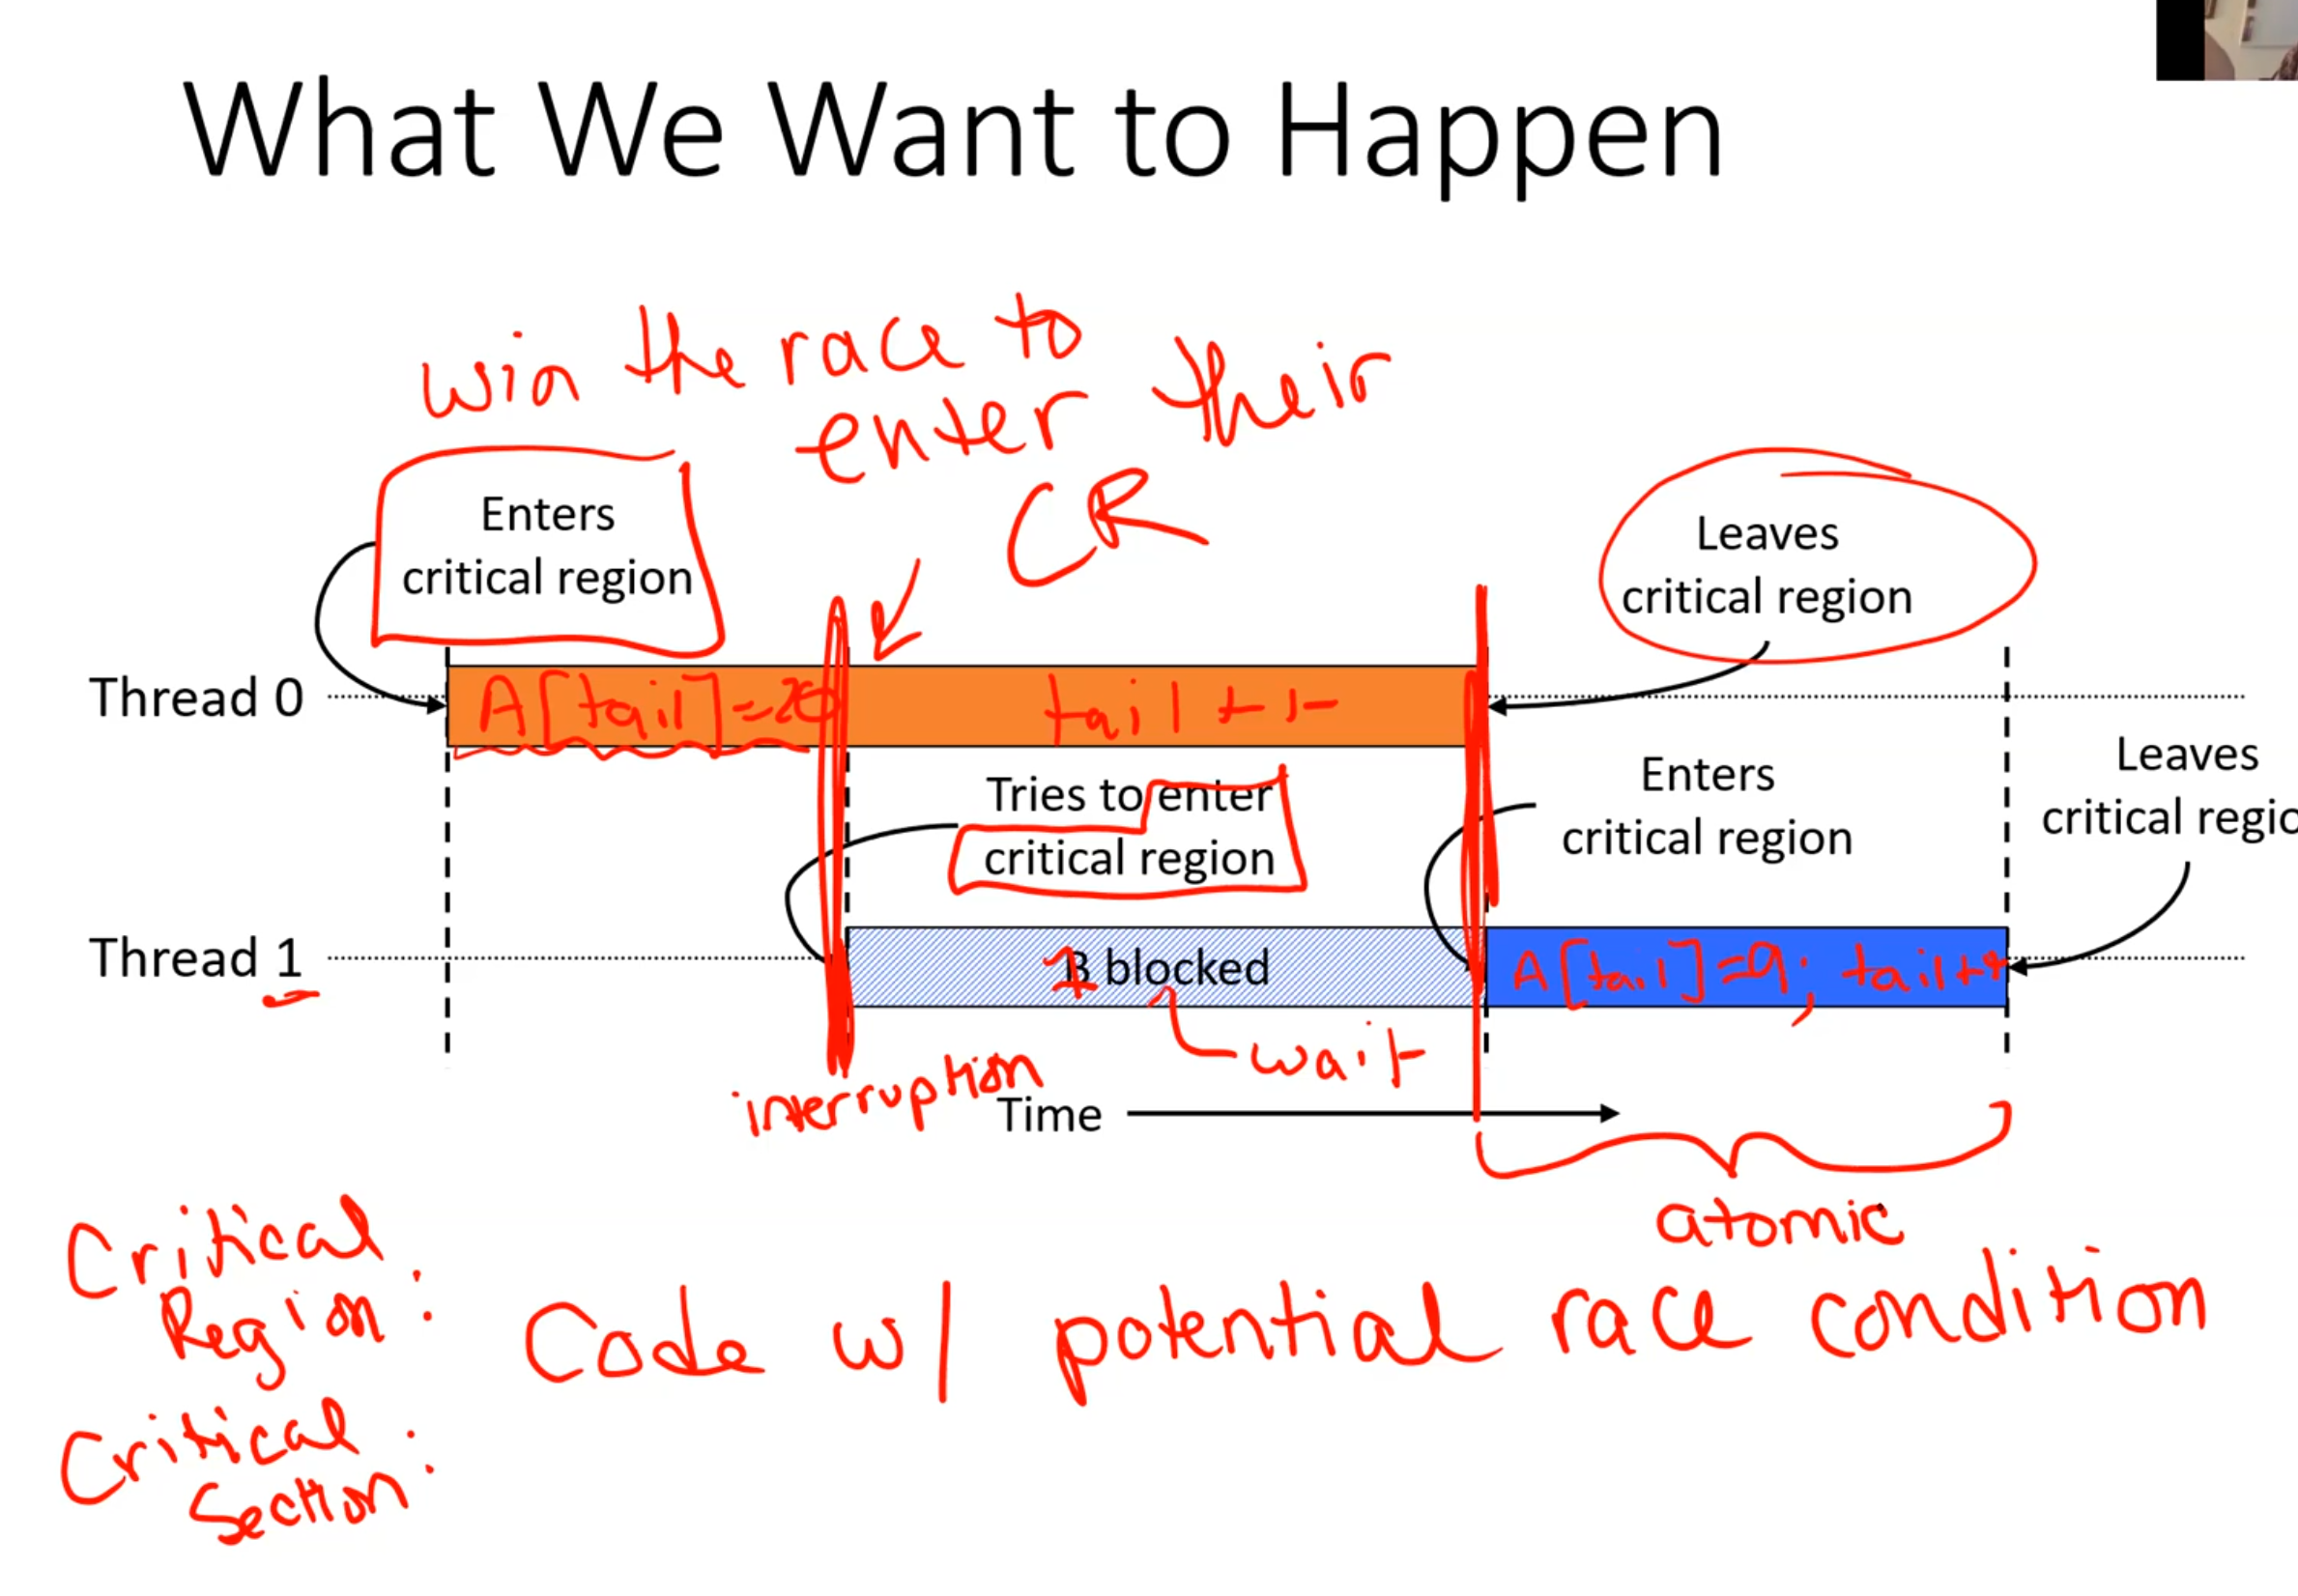 What We Want to Happen
win the race to
enter their
CR
Enters
critical region
Leaves
critical region
Thread 0
A[tail]=20
tail++
Tries to enter
critical region
Enters
critical region
Leaves
critical regio
Thread 1
1 blocked
A[tail]=9; tail++
wait
interruption
Time
atomic
Critical
Region:
Code w/ potential race condition
Critical
Section: